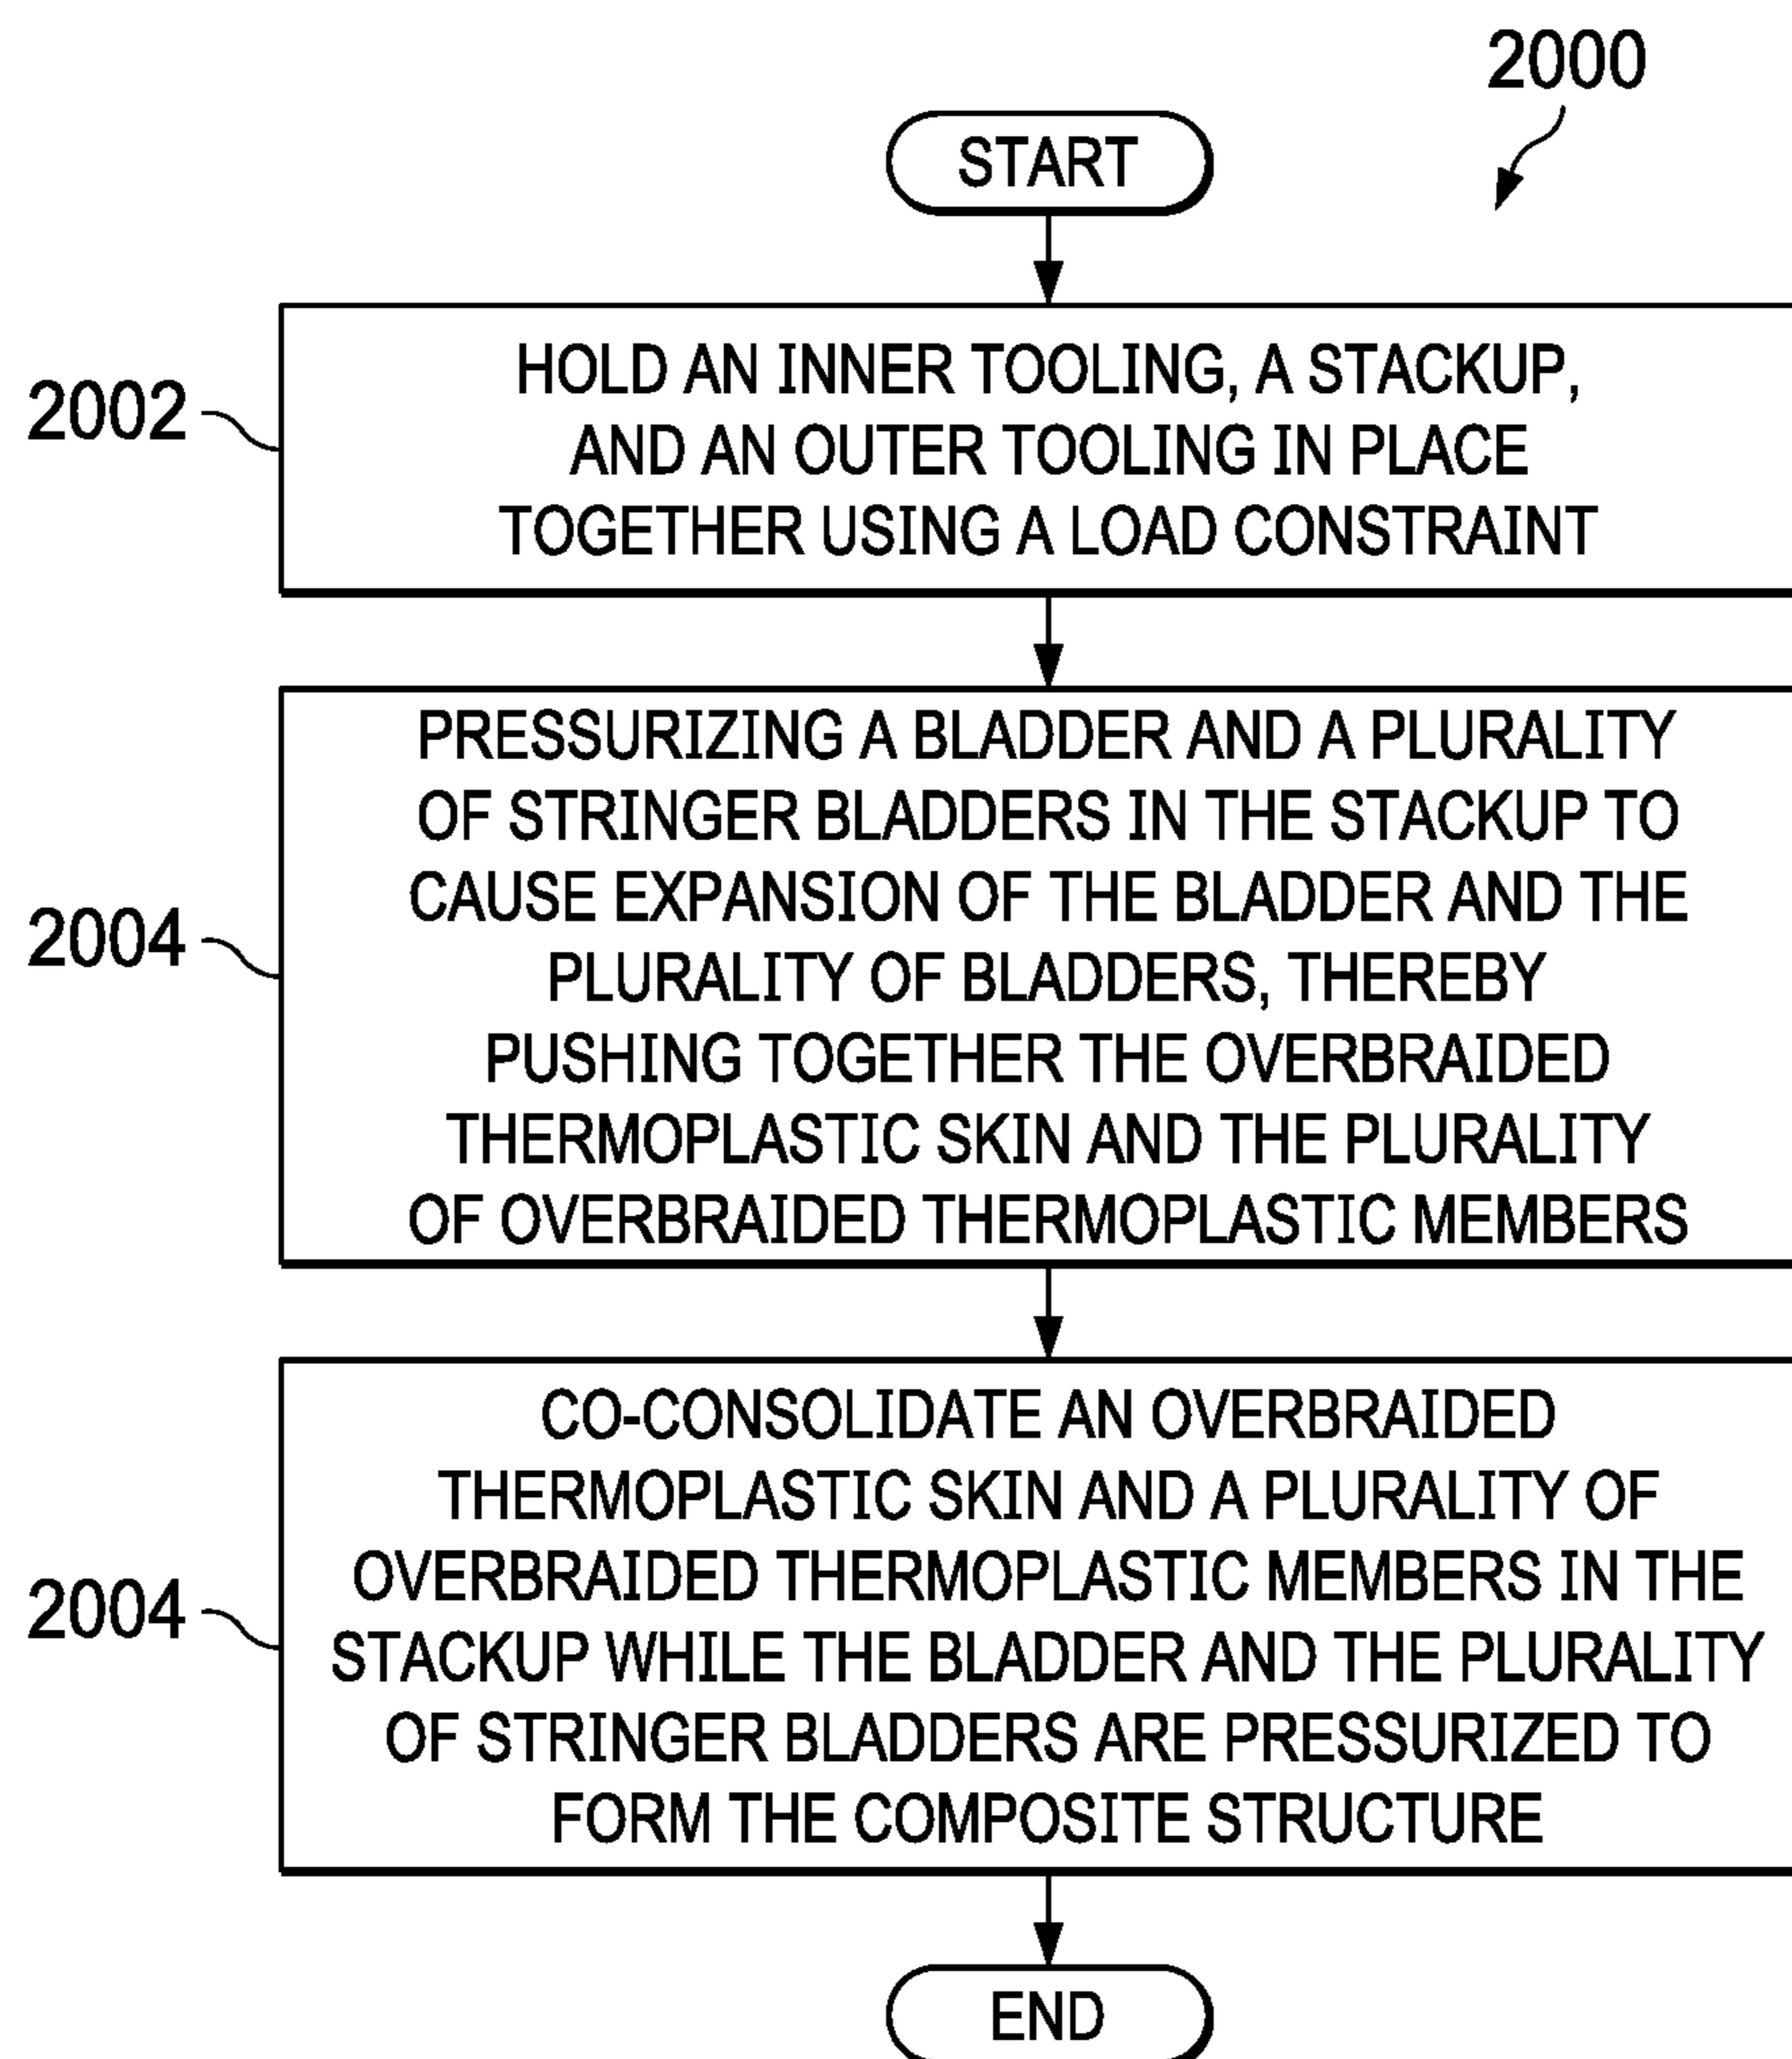 2000
START
2002
HOLD AN INNER TOOLING, A STACKUP,
AND AN OUTER TOOLING IN PLACE
TOGETHER USING A LOAD CONSTRAINT
2004
PRESSURIZING A BLADDER AND A PLURALITY
OF STRINGER BLADDERS IN THE STACKUP TO
CAUSE EXPANSION OF THE BLADDER AND THE
PLURALITY OF BLADDERS, THEREBY
PUSHING TOGETHER THE OVERBRAIDED
THERMOPLASTIC SKIN AND THE PLURALITY
OF OVERBRAIDED THERMOPLASTIC MEMBERS
2004
CO-CONSOLIDATE AN OVERBRAIDED
THERMOPLASTIC SKIN AND A PLURALITY OF
OVERBRAIDED THERMOPLASTIC MEMBERS IN THE
STACKUP WHILE THE BLADDER AND THE PLURALITY
OF STRINGER BLADDERS ARE PRESSURIZED TO
FORM THE COMPOSITE STRUCTURE
END